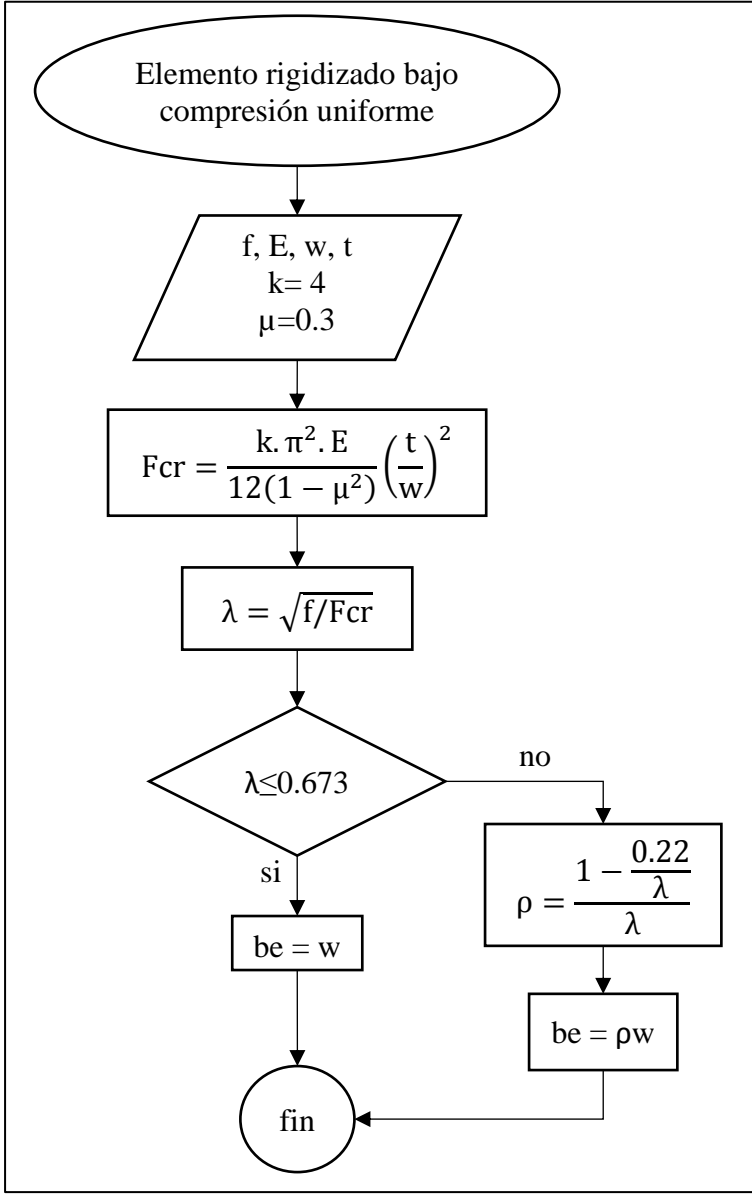 Elemento rigidizado bajo
compresión uniforme
f, E, w, t
k= 4
μ=0.3
Fcr = k. π². E / 12(1 − μ²) (t/w)²
λ = √f/Fcr
λ≤0.673
no
si
ρ = 1 − 0.22/λ / λ
be = w
be = ρw
fin